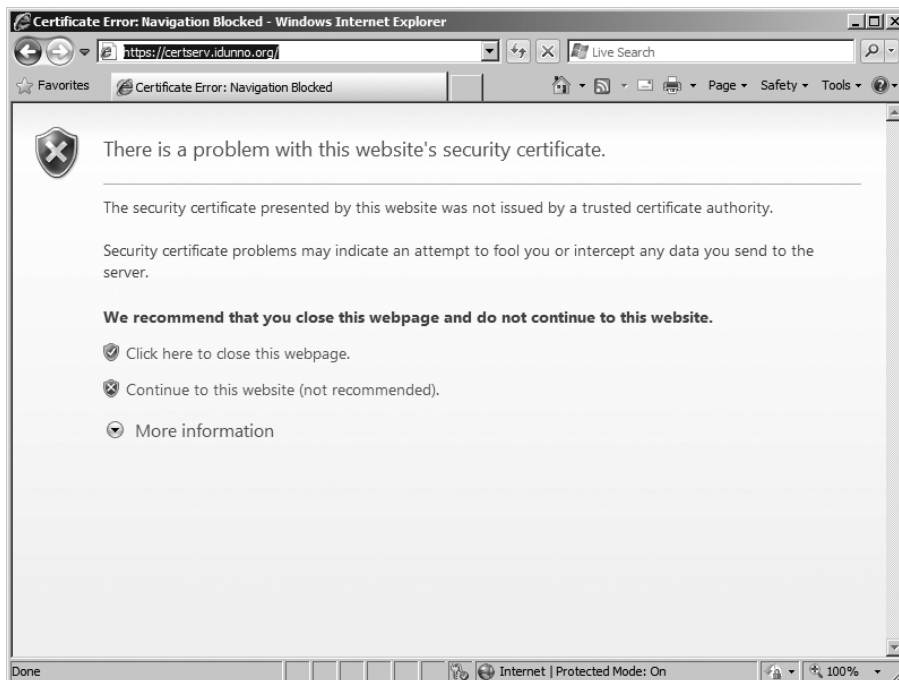 Certificate Error: Navigation Blocked - Windows Internet Explorer
https://certserv.idunno.org/
Live Search
Favorites
Certificate Error: Navigation Blocked
Page
Safety
Tools
There is a problem with this website's security certificate.
The security certificate presented by this website was not issued by a trusted certificate authority.
Security certificate problems may indicate an attempt to fool you or intercept any data you send to the
server.
We recommend that you close this webpage and do not continue to this website.
Click here to close this webpage.
Continue to this website (not recommended).
More information
Done
Internet | Protected Mode: On
100%